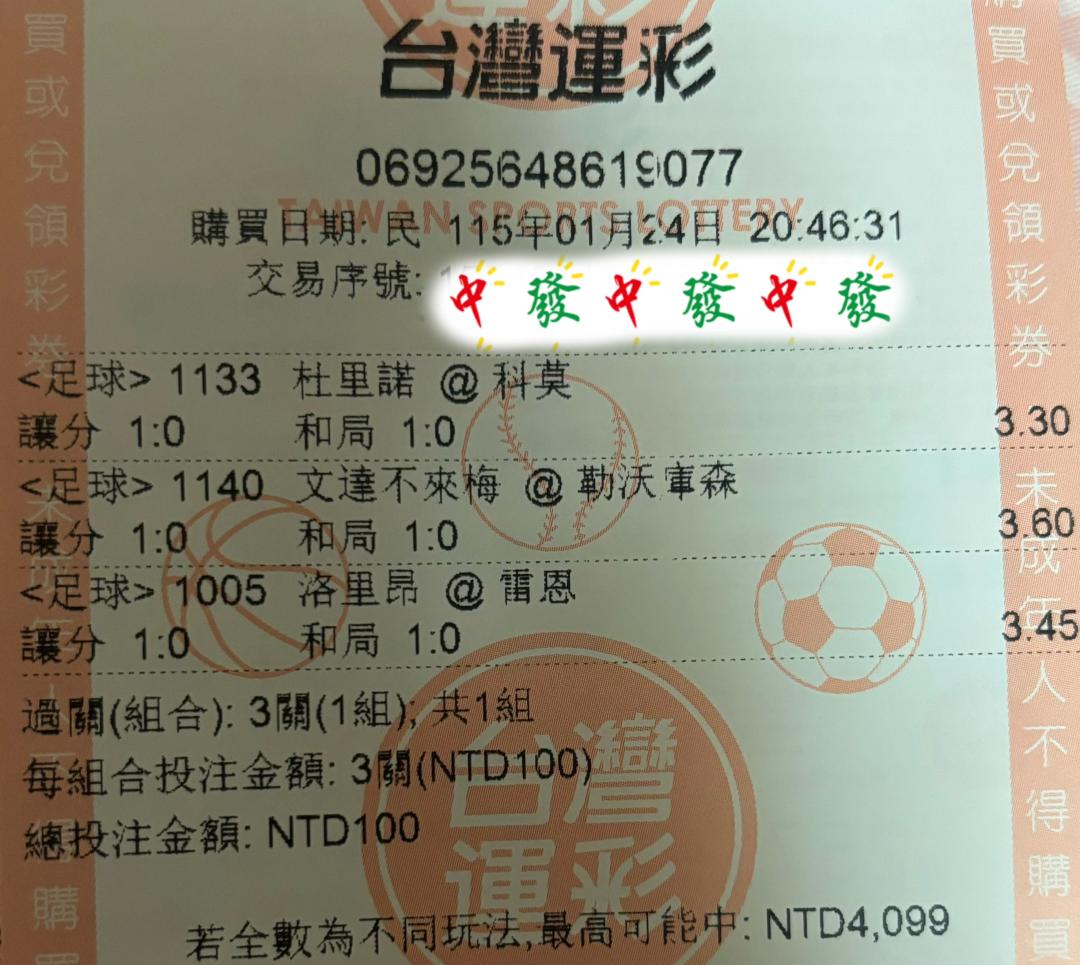 台灣運彩
06925648619077
TAIWAN SPORTS LOTTERY
購買日期: 民 115年01月24日 20:46:31
交易序號:
中發中發中發
<足球> 1133 杜里諾 @ 科莫
讓分 1:0 和局 1:0 3.30
<足球> 1140 文達不來梅 @ 勒沃庫森
讓分 1:0 和局 1:0 3.60
<足球> 1005 洛里昂 @ 雷恩
讓分 1:0 和局 1:0 3.45
過關(組合): 3關(1組); 共1組
每組合投注金額: 3關(NTD100)
總投注金額: NTD100
台灣
運彩
若全數為不同玩法,最高可能中: NTD4,099
買或兌領彩券
購買
購買或兌領彩券
未成年人不得購買